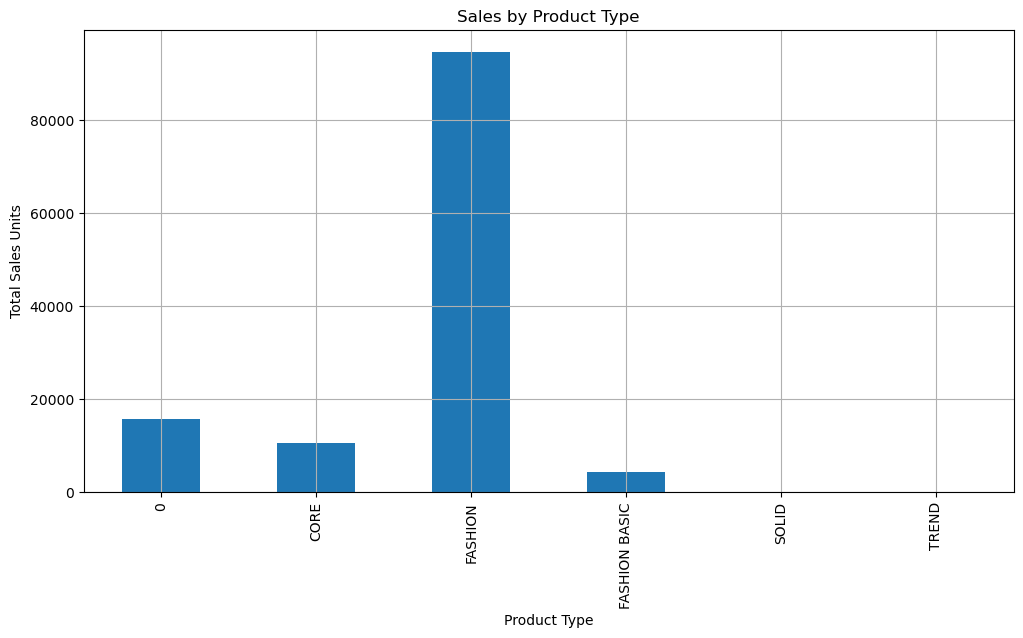 Sales by Product Type
Total Sales Units
80000
60000
40000
20000
0
0
CORE
FASHION
FASHION BASIC
SOLID
TREND
Product Type